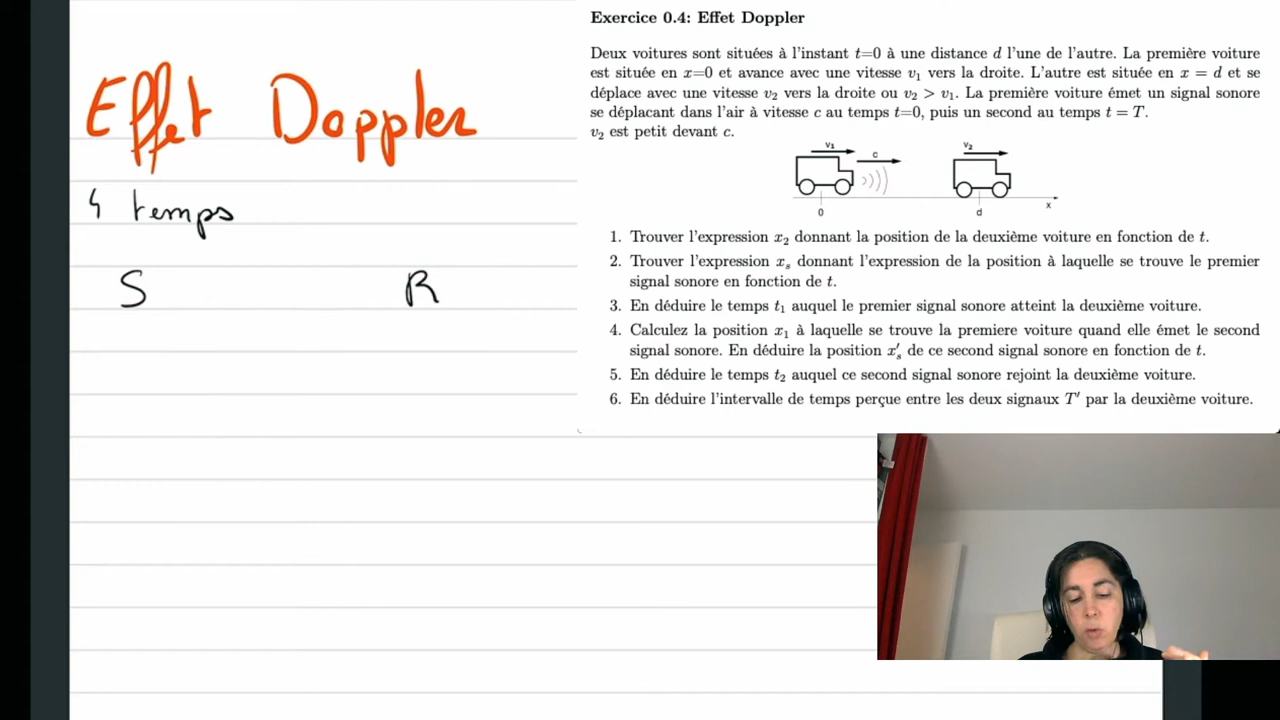 Effet Doppler
4 temps
S R
Exercice 0.4: Effet Doppler
Deux voitures sont situées à l'instant t=0 à une distance d l'une de l'autre. La première voiture
est située en x=0 et avance avec une vitesse v₁ vers la droite. L'autre est située en x = d et se
déplace avec une vitesse v₂ vers la droite ou v₂ > v₁. La première voiture émet un signal sonore
se déplacant dans l'air à vitesse c au temps t=0, puis un second au temps t = T.
v₂ est petit devant c.
v₁ c v₂
0 d x
1. Trouver l'expression x₂ donnant la position de la deuxième voiture en fonction de t.
2. Trouver l'expression xₛ donnant l'expression de la position à laquelle se trouve le premier
signal sonore en fonction de t.
3. En déduire le temps t₁ auquel le premier signal sonore atteint la deuxième voiture.
4. Calculez la position x₁ à laquelle se trouve la premiere voiture quand elle émet le second
signal sonore. En déduire la position x′ₛ de ce second signal sonore en fonction de t.
5. En déduire le temps t₂ auquel ce second signal sonore rejoint la deuxième voiture.
6. En déduire l'intervalle de temps perçue entre les deux signaux T′ par la deuxième voiture.